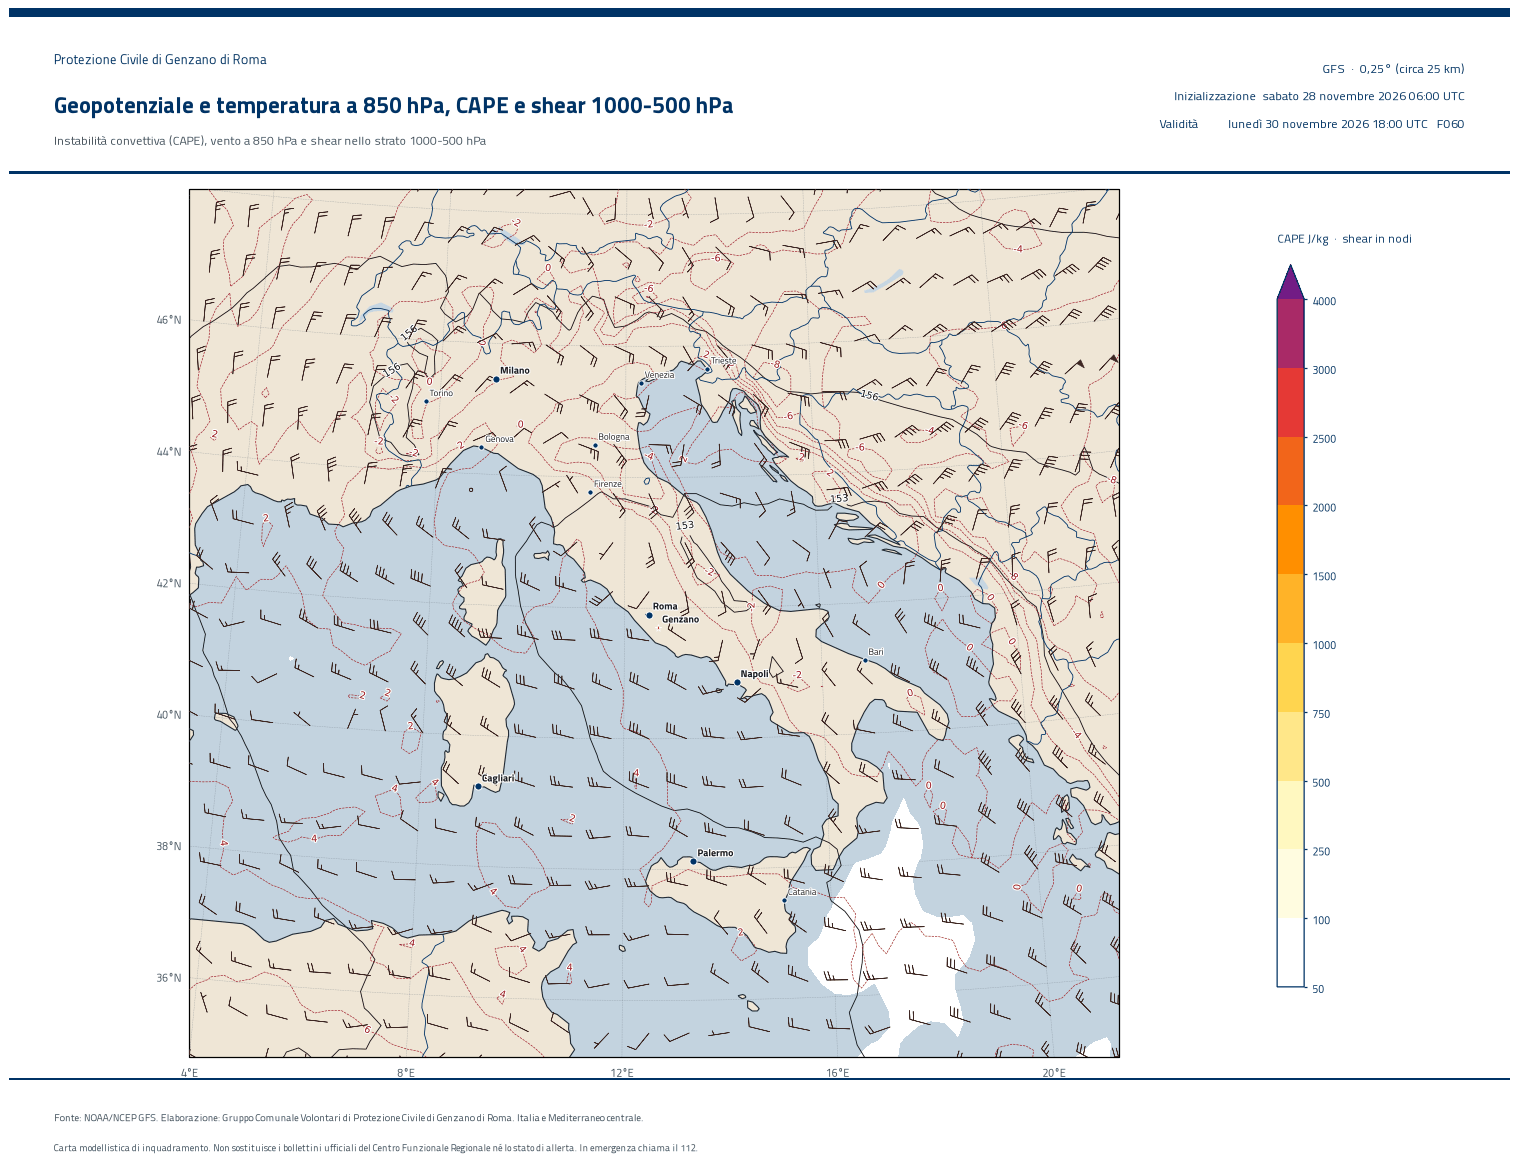 Protezione Civile di Genzano di Roma
Geopotenziale e temperatura a 850 hPa, CAPE e shear 1000-500 hPa
Instabilità convettiva (CAPE), vento a 850 hPa e shear nello strato 1000-500 hPa
GFS · 0,25° (circa 25 km)
Inizializzazione sabato 28 novembre 2026 06:00 UTC
Validità lunedì 30 novembre 2026 18:00 UTC F060
CAPE J/kg · shear in nodi
4000
3000
2500
2000
1500
1000
750
500
250
100
50
46°N
44°N
42°N
40°N
38°N
36°N
4°E
8°E
12°E
16°E
20°E
Milano
Torino
Venezia
Trieste
Genova
Bologna
Firenze
Roma
Genzano
Napoli
Bari
Cagliari
Palermo
Catania
156
156
156
153
153
Fonte: NOAA/NCEP GFS. Elaborazione: Gruppo Comunale Volontari di Protezione Civile di Genzano di Roma. Italia e Mediterraneo centrale.
Carta modellistica di inquadramento. Non sostituisce i bollettini ufficiali del Centro Funzionale Regionale né lo stato di allerta. In emergenza chiama il 112.